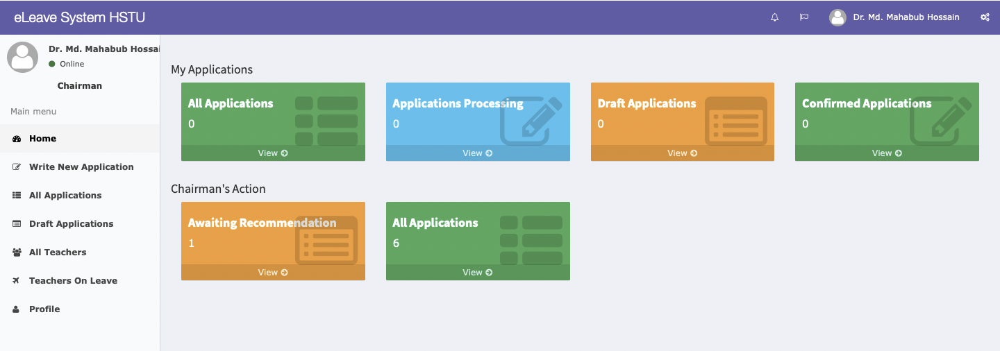 eLeave System HSTU
Dr. Md. Mahabub Hossain
Dr. Md. Mahabub Hossai
Online
Chairman
Main menu
Home
Write New Application
All Applications
Draft Applications
All Teachers
Teachers On Leave
Profile
My Applications
All Applications
0
View
Applications Processing
0
View
Draft Applications
0
View
Confirmed Applications
0
View
Chairman's Action
Awaiting Recommendation
1
View
All Applications
6
View